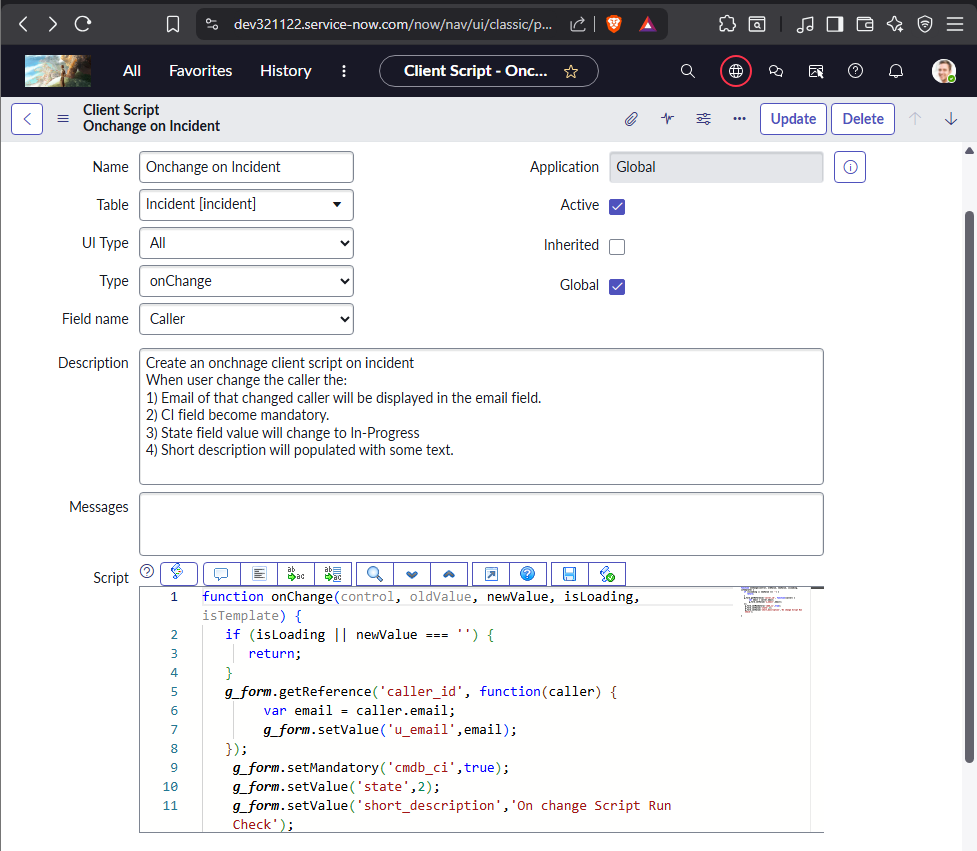 dev321122.service-now.com/now/nav/ui/classic/p...
All Favorites History Client Script - Onc...
Client Script
Onchange on Incident
Update Delete
Name Onchange on Incident Application Global
Table Incident [incident] Active
UI Type All Inherited
Type onChange Global
Field name Caller
Description Create an onchnage client script on incident
When user change the caller the:
1) Email of that changed caller will be displayed in the email field.
2) CI field become mandatory.
3) State field value will change to In-Progress
4) Short description will populated with some text.
Messages
Script
1 function onChange(control, oldValue, newValue, isLoading,
isTemplate) {
2 if (isLoading || newValue === '') {
3 return;
4 }
5 g_form.getReference('caller_id', function(caller) {
6 var email = caller.email;
7 g_form.setValue('u_email',email);
8 });
9 g_form.setMandatory('cmdb_ci',true);
10 g_form.setValue('state',2);
11 g_form.setValue('short_description','On change Script Run
Check');